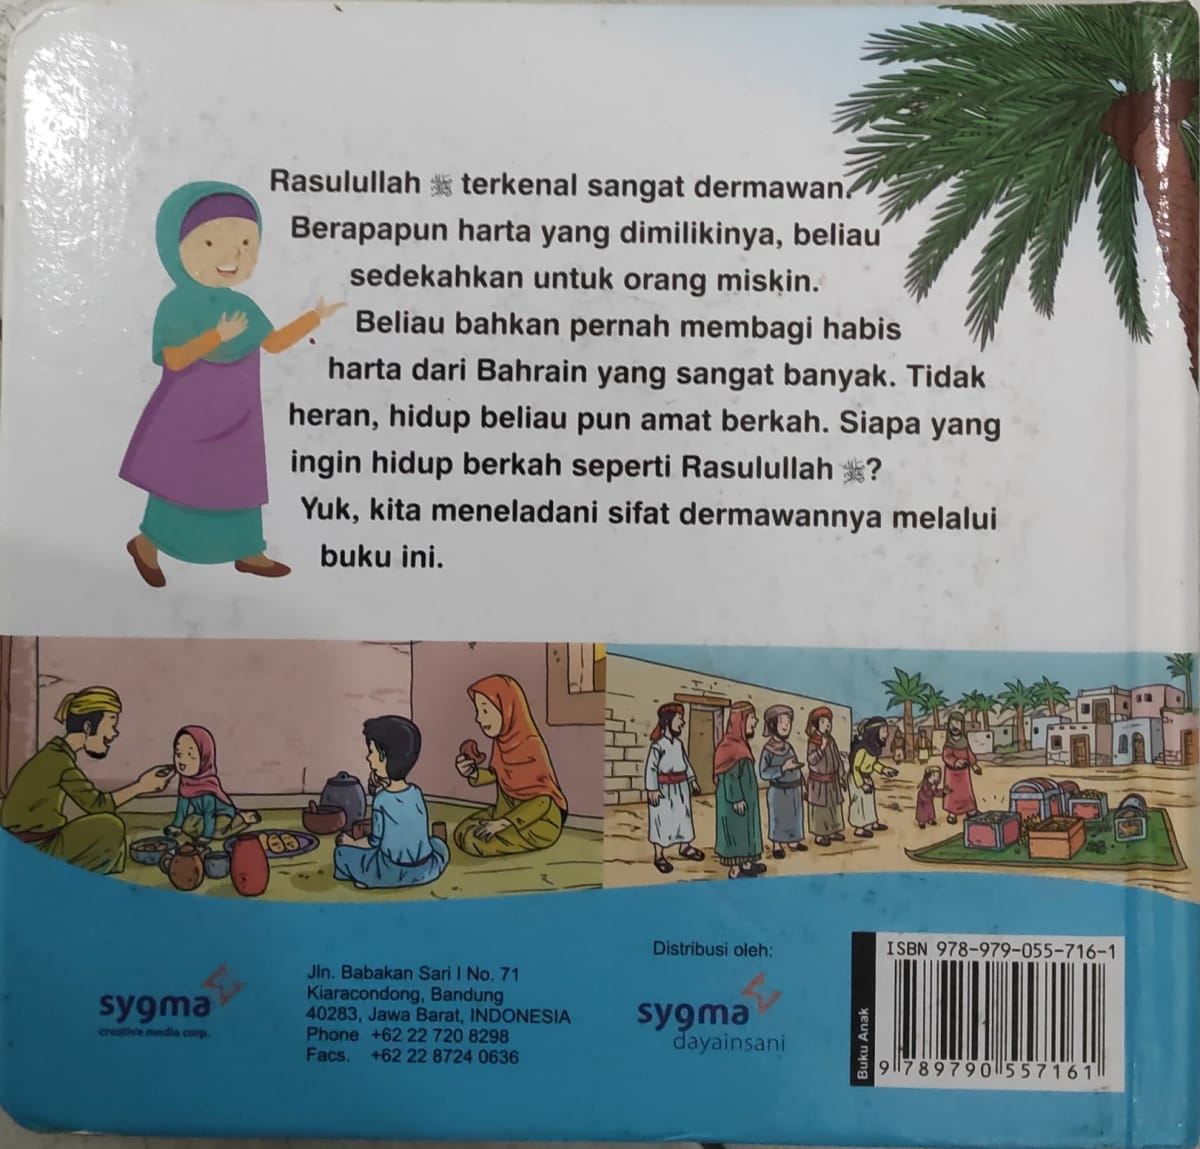 Rasulullah ﷺ terkenal sangat dermawan.
Berapapun harta yang dimilikinya, beliau
sedekahkan untuk orang miskin.
Beliau bahkan pernah membagi habis
harta dari Bahrain yang sangat banyak. Tidak
heran, hidup beliau pun amat berkah. Siapa yang
ingin hidup berkah seperti Rasulullah ﷺ?
Yuk, kita meneladani sifat dermawannya melalui
buku ini.
sygma
creative media corp.
Jln. Babakan Sari I No. 71
Kiaracondong, Bandung
40283, Jawa Barat, INDONESIA
Phone +62 22 720 8298
Facs. +62 22 8724 0636
Distribusi oleh:
sygma
dayainsani
Buku Anak
ISBN 978-979-055-716-1
9 789790 557161